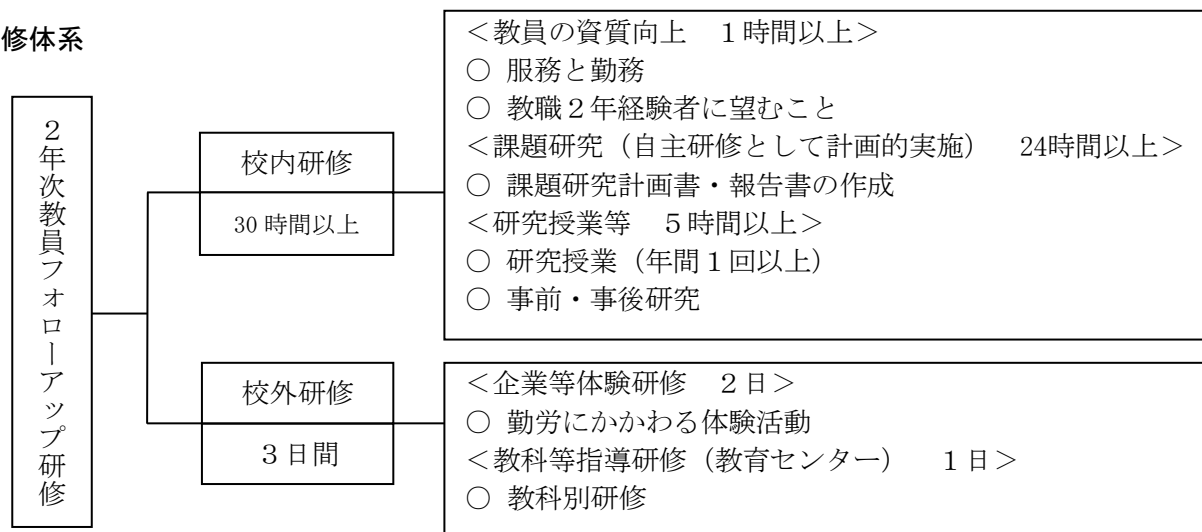 修体系
２年次教員フォローアップ研修
校内研修
30 時間以上
＜教員の資質向上　１時間以上＞
○ 服務と勤務
○ 教職２年経験者に望むこと
＜課題研究（自主研修として計画的実施）　24時間以上＞
○ 課題研究計画書・報告書の作成
＜研究授業等　５時間以上＞
○ 研究授業（年間１回以上）
○ 事前・事後研究
校外研修
３日間
＜企業等体験研修　２日＞
○ 勤労にかかわる体験活動
＜教科等指導研修（教育センター）　１日＞
○ 教科別研修